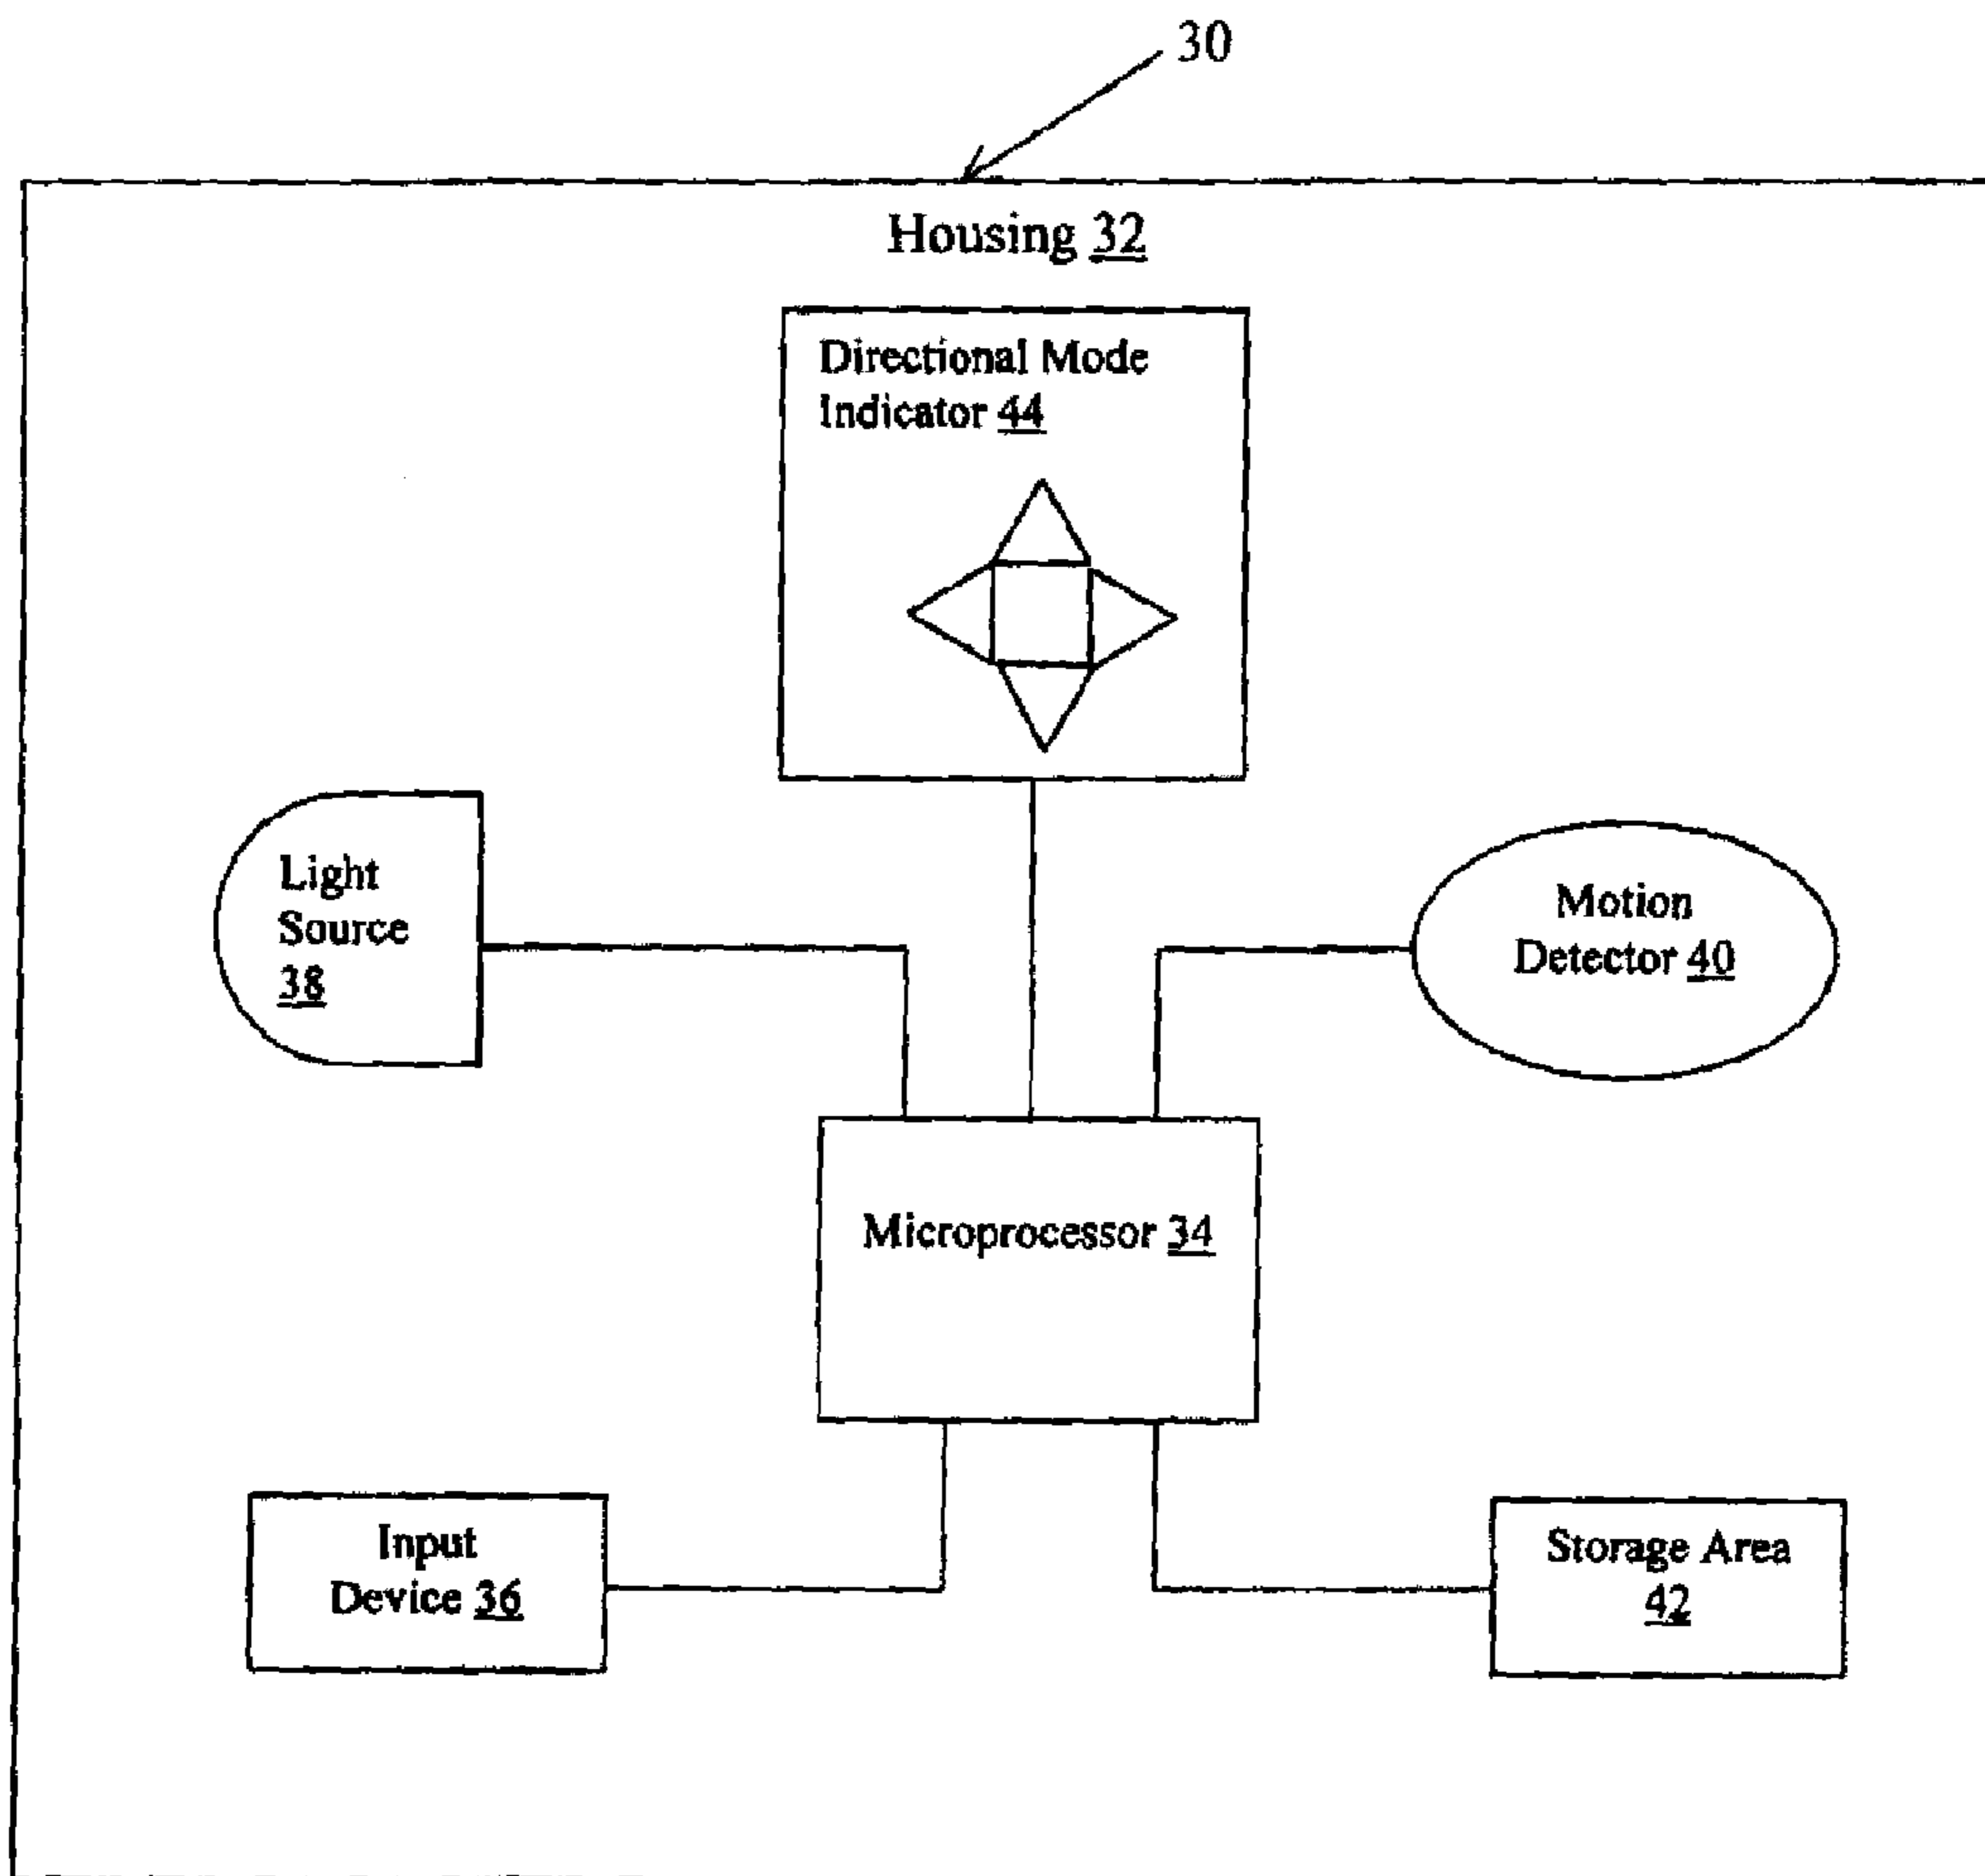 30
Housing 32
Directional Mode
Indicator 44
Light
Source
38
Motion
Detector 40
Microprocessor 34
Input
Device 36
Storage Area
42